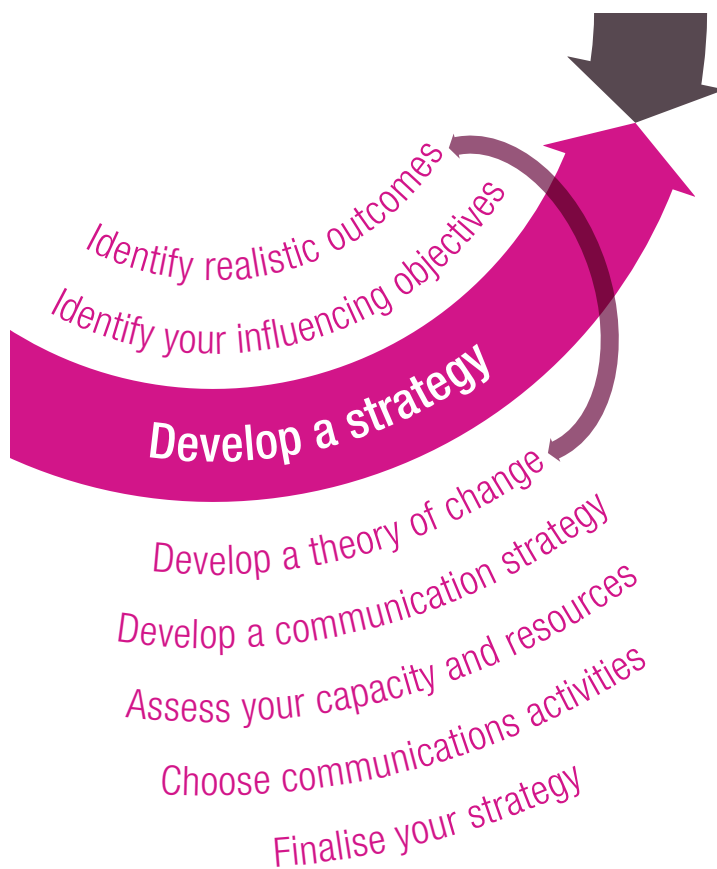 Identify realistic outcomes
Identify your influencing objectives
Develop a strategy
Develop a theory of change
Develop a communication strategy
Assess your capacity and resources
Choose communications activities
Finalise your strategy